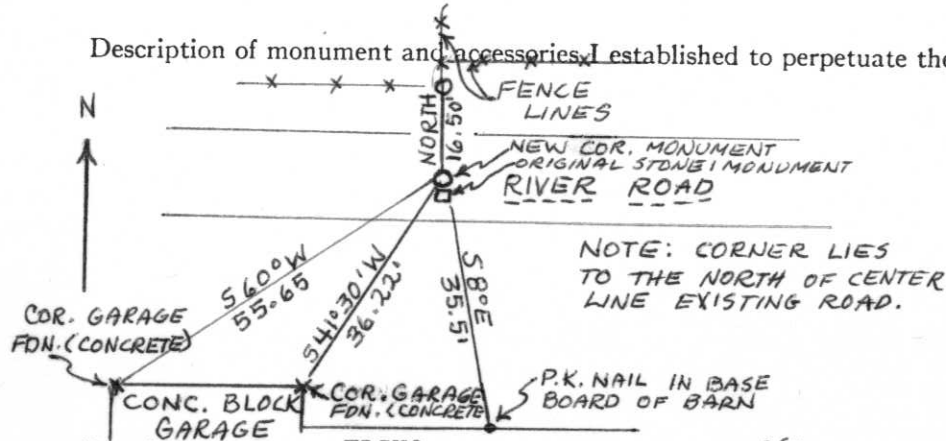 Description of monument and accessories I established to perpetuate the
N
FENCE
LINES
NORTH
16.50'
NEW COR. MONUMENT
ORIGINAL STONE MONUMENT
RIVER ROAD
NOTE: CORNER LIES
TO THE NORTH OF CENTER
LINE EXISTING ROAD.
S60°W
55.65
S41°30'W
36.22'
S8°E
35.51
COR. GARAGE
FDN. (CONCRETE)
CONC. BLOCK
GARAGE
COR. GARAGE
FDN. (CONCRETE)
P.K. NAIL IN BASE
BOARD OF BARN